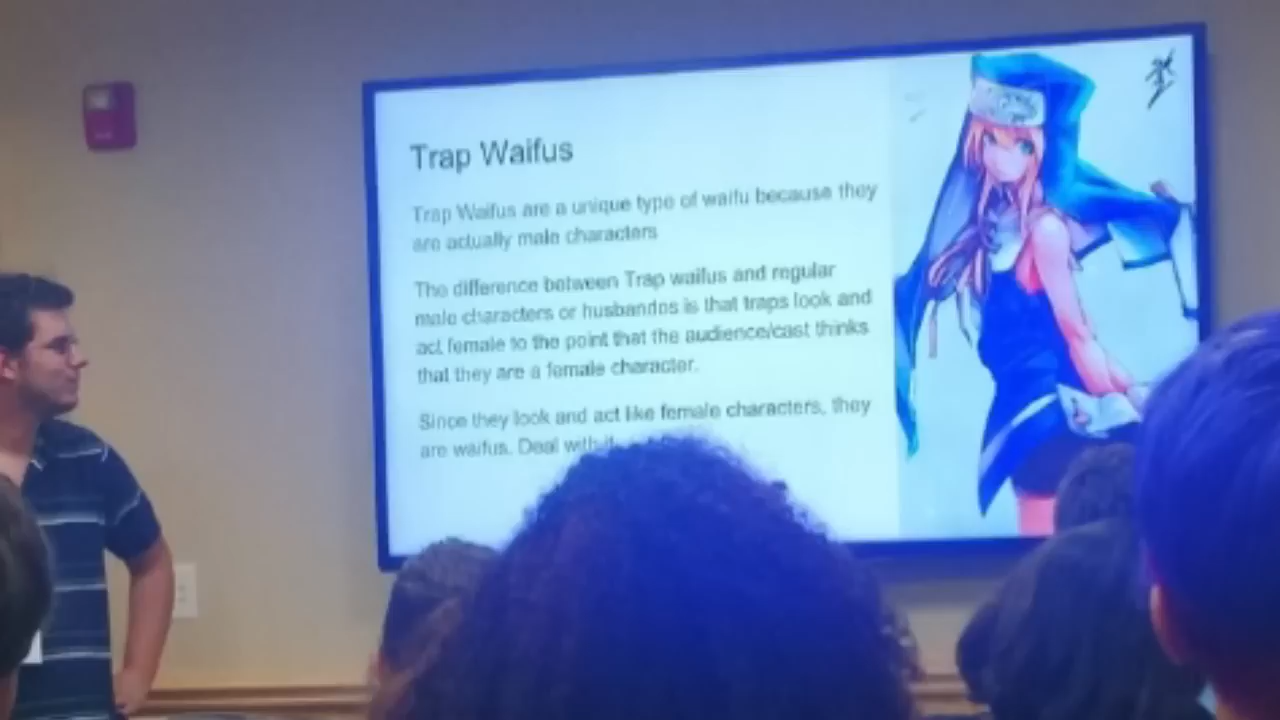 Trap Waifus
Trap Waifus are a unique type of waifu because they
are actually male characters
The difference between Trap waifus and regular
male characters or husbandos is that traps look and
act female to the point that the audience/cast thinks
that they are a female character.
Since they look and act like female characters, they
are waifus. Deal with